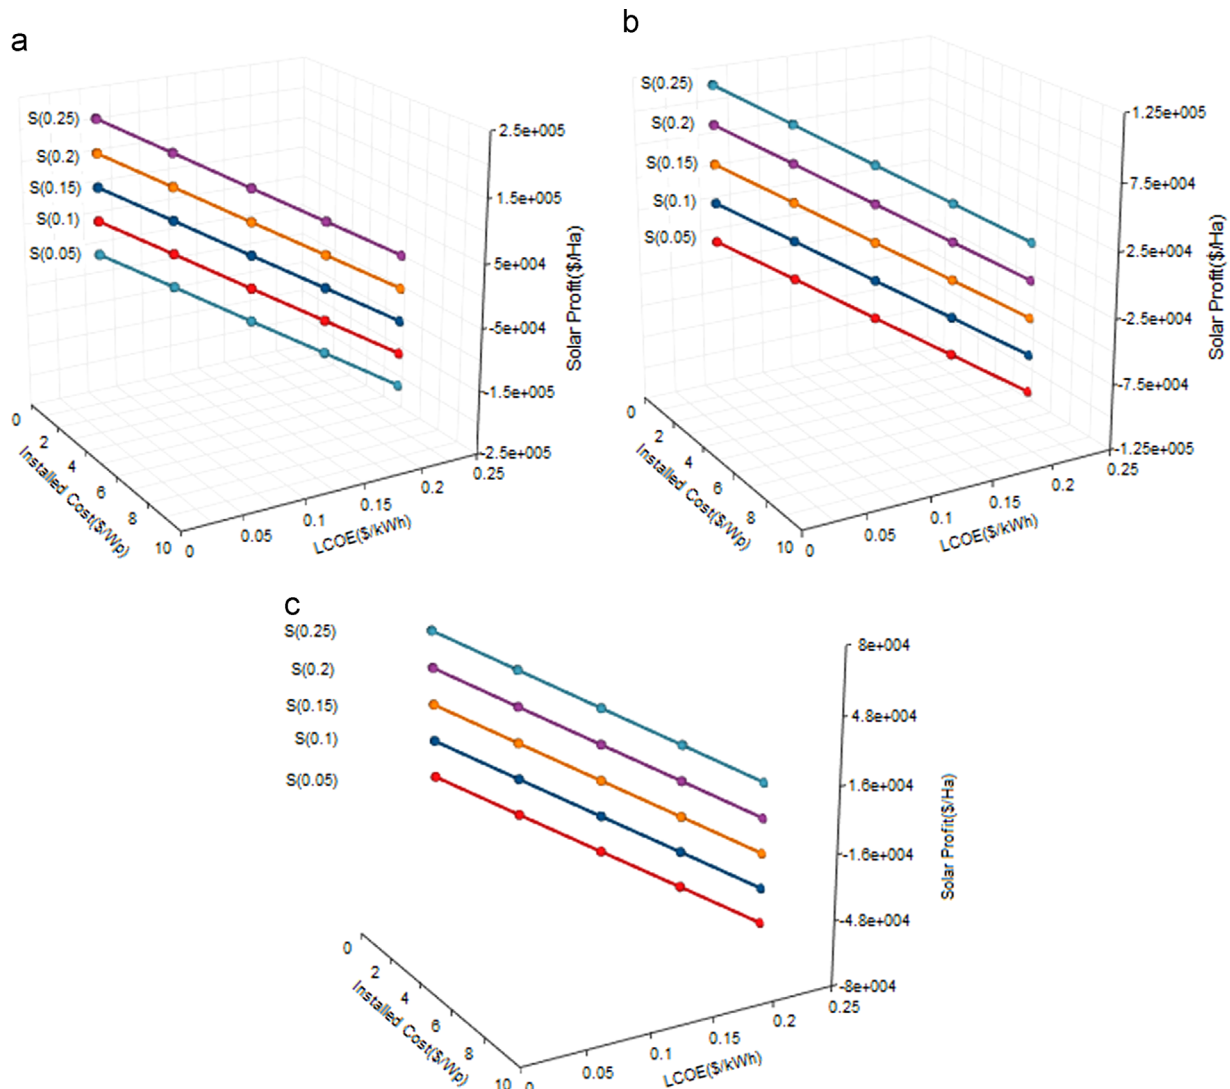 a
S(0.25)
S(0.2)
S(0.15)
S(0.1)
S(0.05)
2.5e+005
1.5e+005
5e+004
-5e+004
-1.5e+005
-2.5e+005
Solar Profit($/Ha)
0
2
4
6
8
10
Installed Cost($/Wp)
0
0.05
0.1
0.15
0.2
0.25
LCOE($/kWh)
b
S(0.25)
S(0.2)
S(0.15)
S(0.1)
S(0.05)
1.25e+005
7.5e+004
2.5e+004
-2.5e+004
-7.5e+004
-1.25e+005
Solar Profit($/Ha)
0
2
4
6
8
10
Installed Cost($/Wp)
0
0.05
0.1
0.15
0.2
0.25
LCOE($/kWh)
c
S(0.25)
S(0.2)
S(0.15)
S(0.1)
S(0.05)
8e+004
4.8e+004
1.6e+004
-1.6e+004
-4.8e+004
-8e+004
Solar Profit($/Ha)
0
2
4
6
8
10
Installed Cost($/Wp)
0
0.05
0.1
0.15
0.2
0.25
LCOE($/kWh)